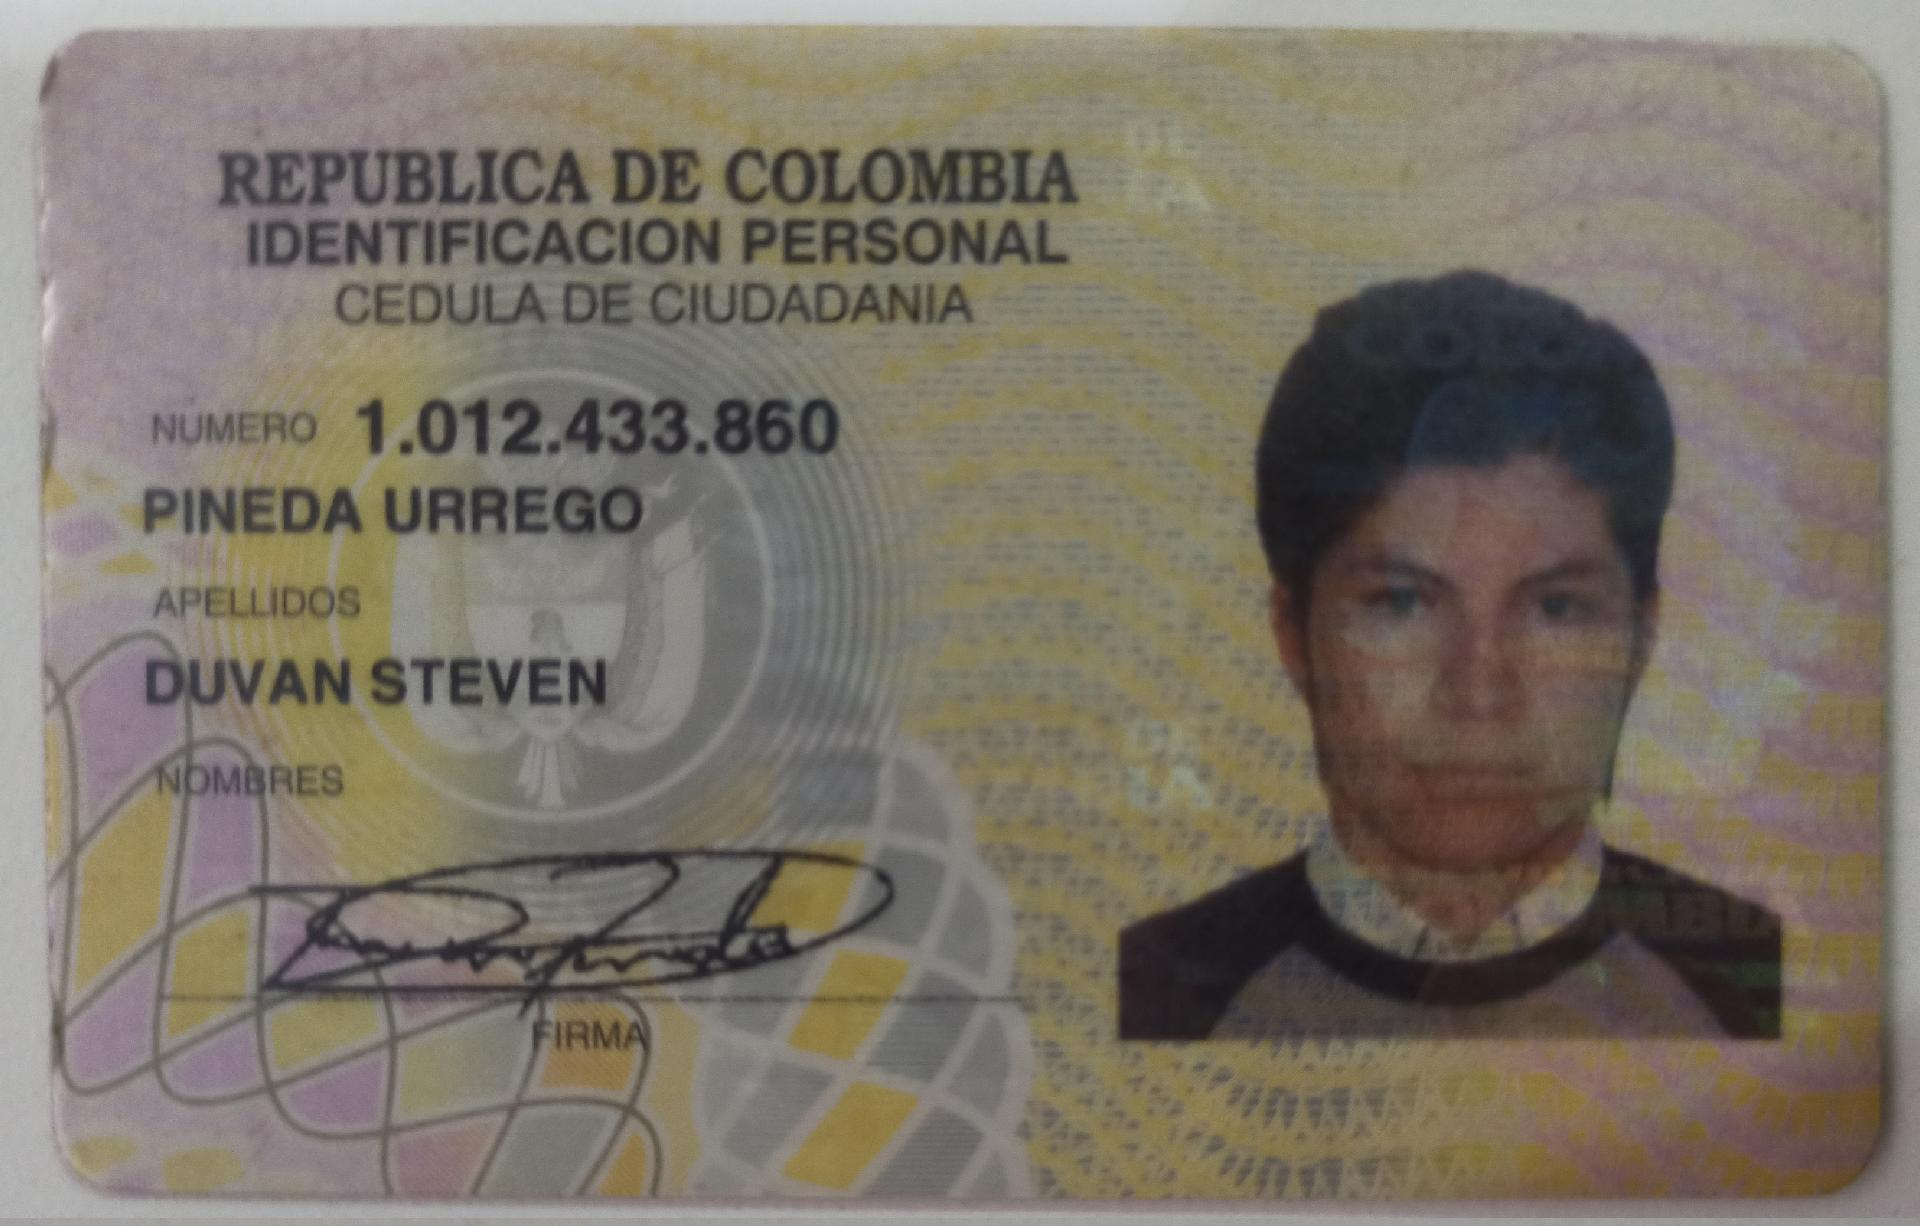 REPUBLICA DE COLOMBIA
IDENTIFICACION PERSONAL
CEDULA DE CIUDADANIA
NUMERO 1.012.433.860
PINEDA URREGO
APELLIDOS
DUVAN STEVEN
NOMBRES
FIRMA